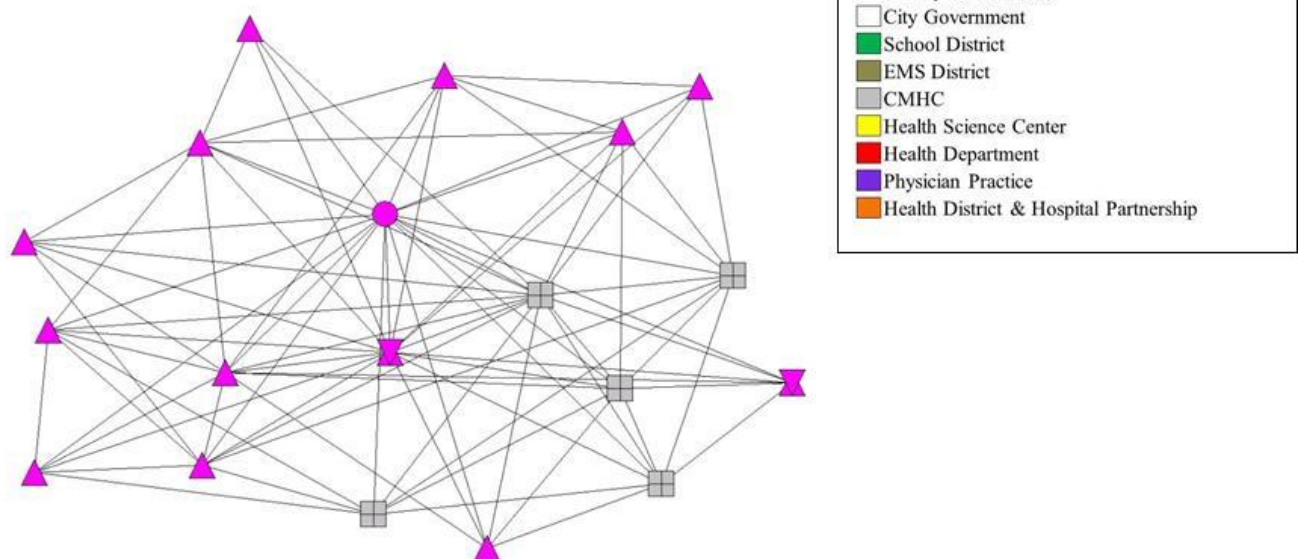 City Government
School District
EMS District
CMHC
Health Science Center
Health Department
Physician Practice
Health District & Hospital Partnership